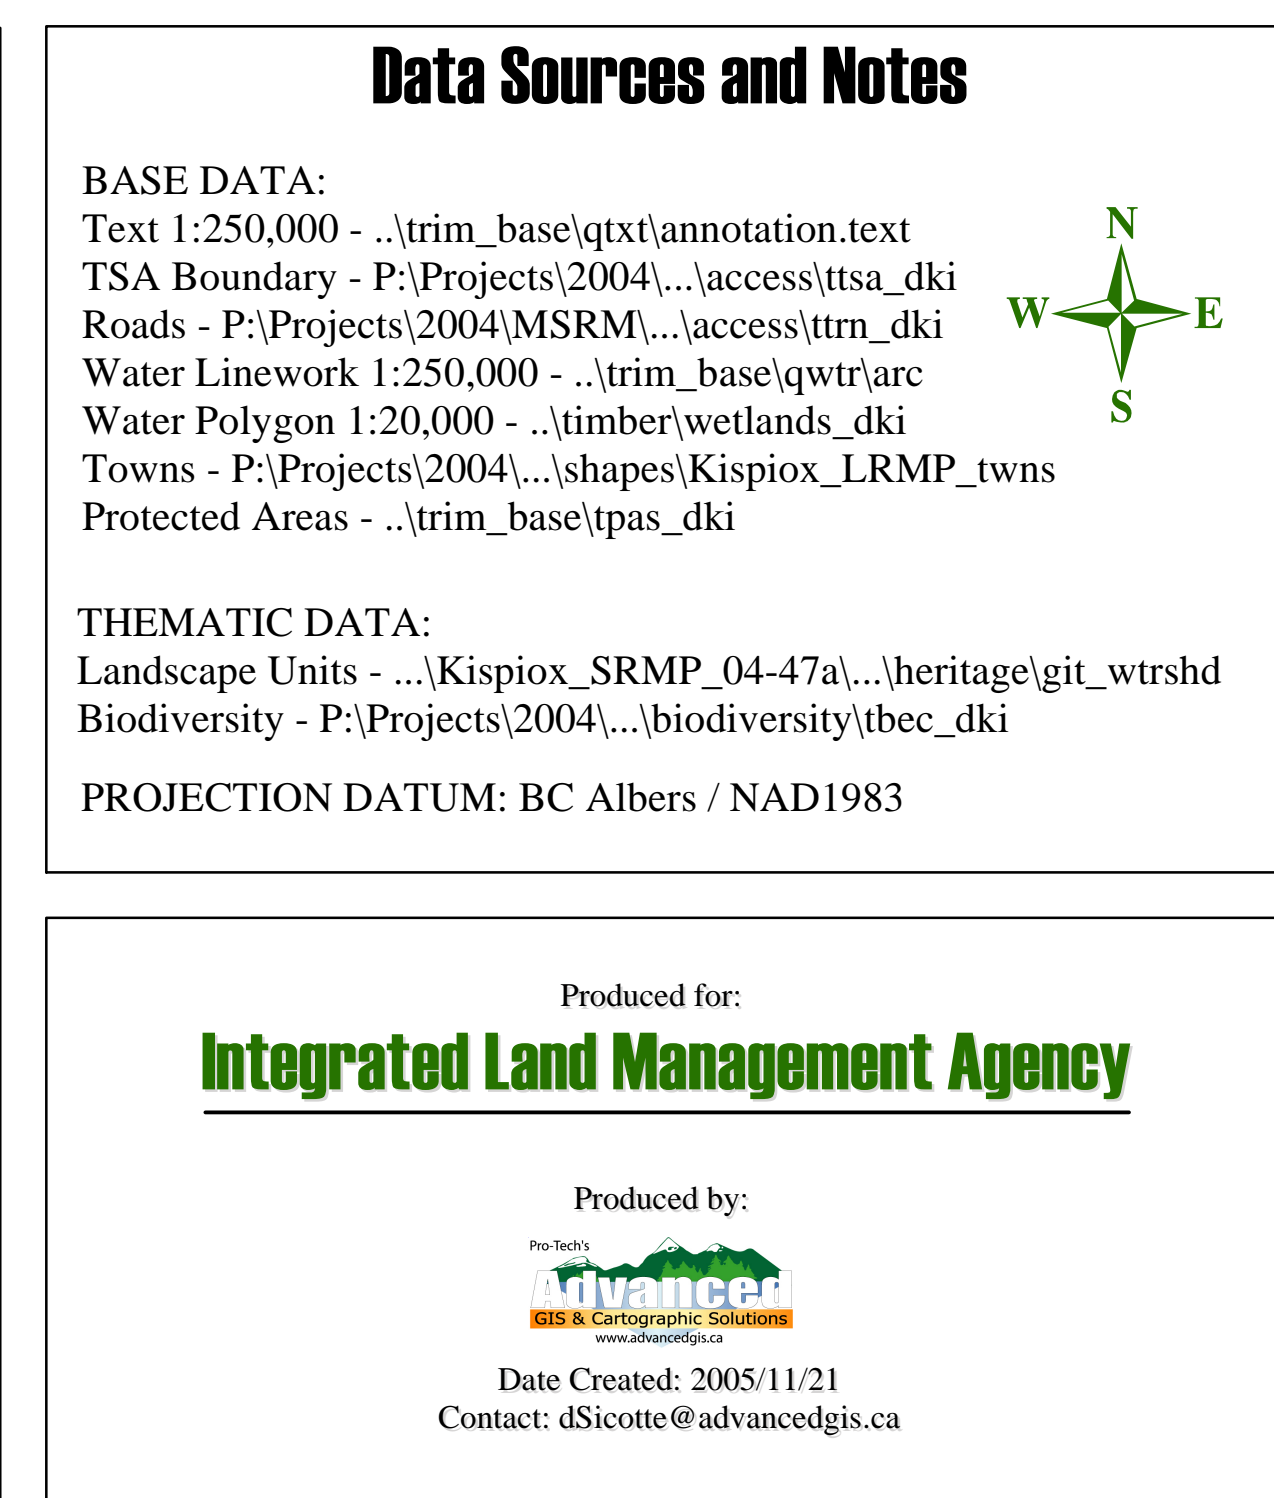 Data Sources and Notes
BASE DATA:
Text 1:250,000 - ..\trim_base\qtxt\annotation.text
TSA Boundary - P:\Projects\2004\...\access\ttsa_dki
Roads - P:\Projects\2004\MSRM\...\access\ttrn_dki
Water Linework 1:250,000 - ..\trim_base\qwtr\arc
Water Polygon 1:20,000 - ..\timber\wetlands_dki
Towns - P:\Projects\2004\...\shapes\Kispiox_LRMP_twns
Protected Areas - ..\trim_base\tpas_dki
N
W E
S
THEMATIC DATA:
Landscape Units - ...\Kispiox_SRMP_04-47a\...\heritage\git_wtrshd
Biodiversity - P:\Projects\2004\...\biodiversity\tbec_dki
PROJECTION DATUM: BC Albers / NAD1983
Produced for:
Integrated Land Management Agency
Produced by:
Pro-Tech's
Advanced
GIS & Cartographic Solutions
www.advancedgis.ca
Date Created: 2005/11/21
Contact: dSicotte@advancedgis.ca